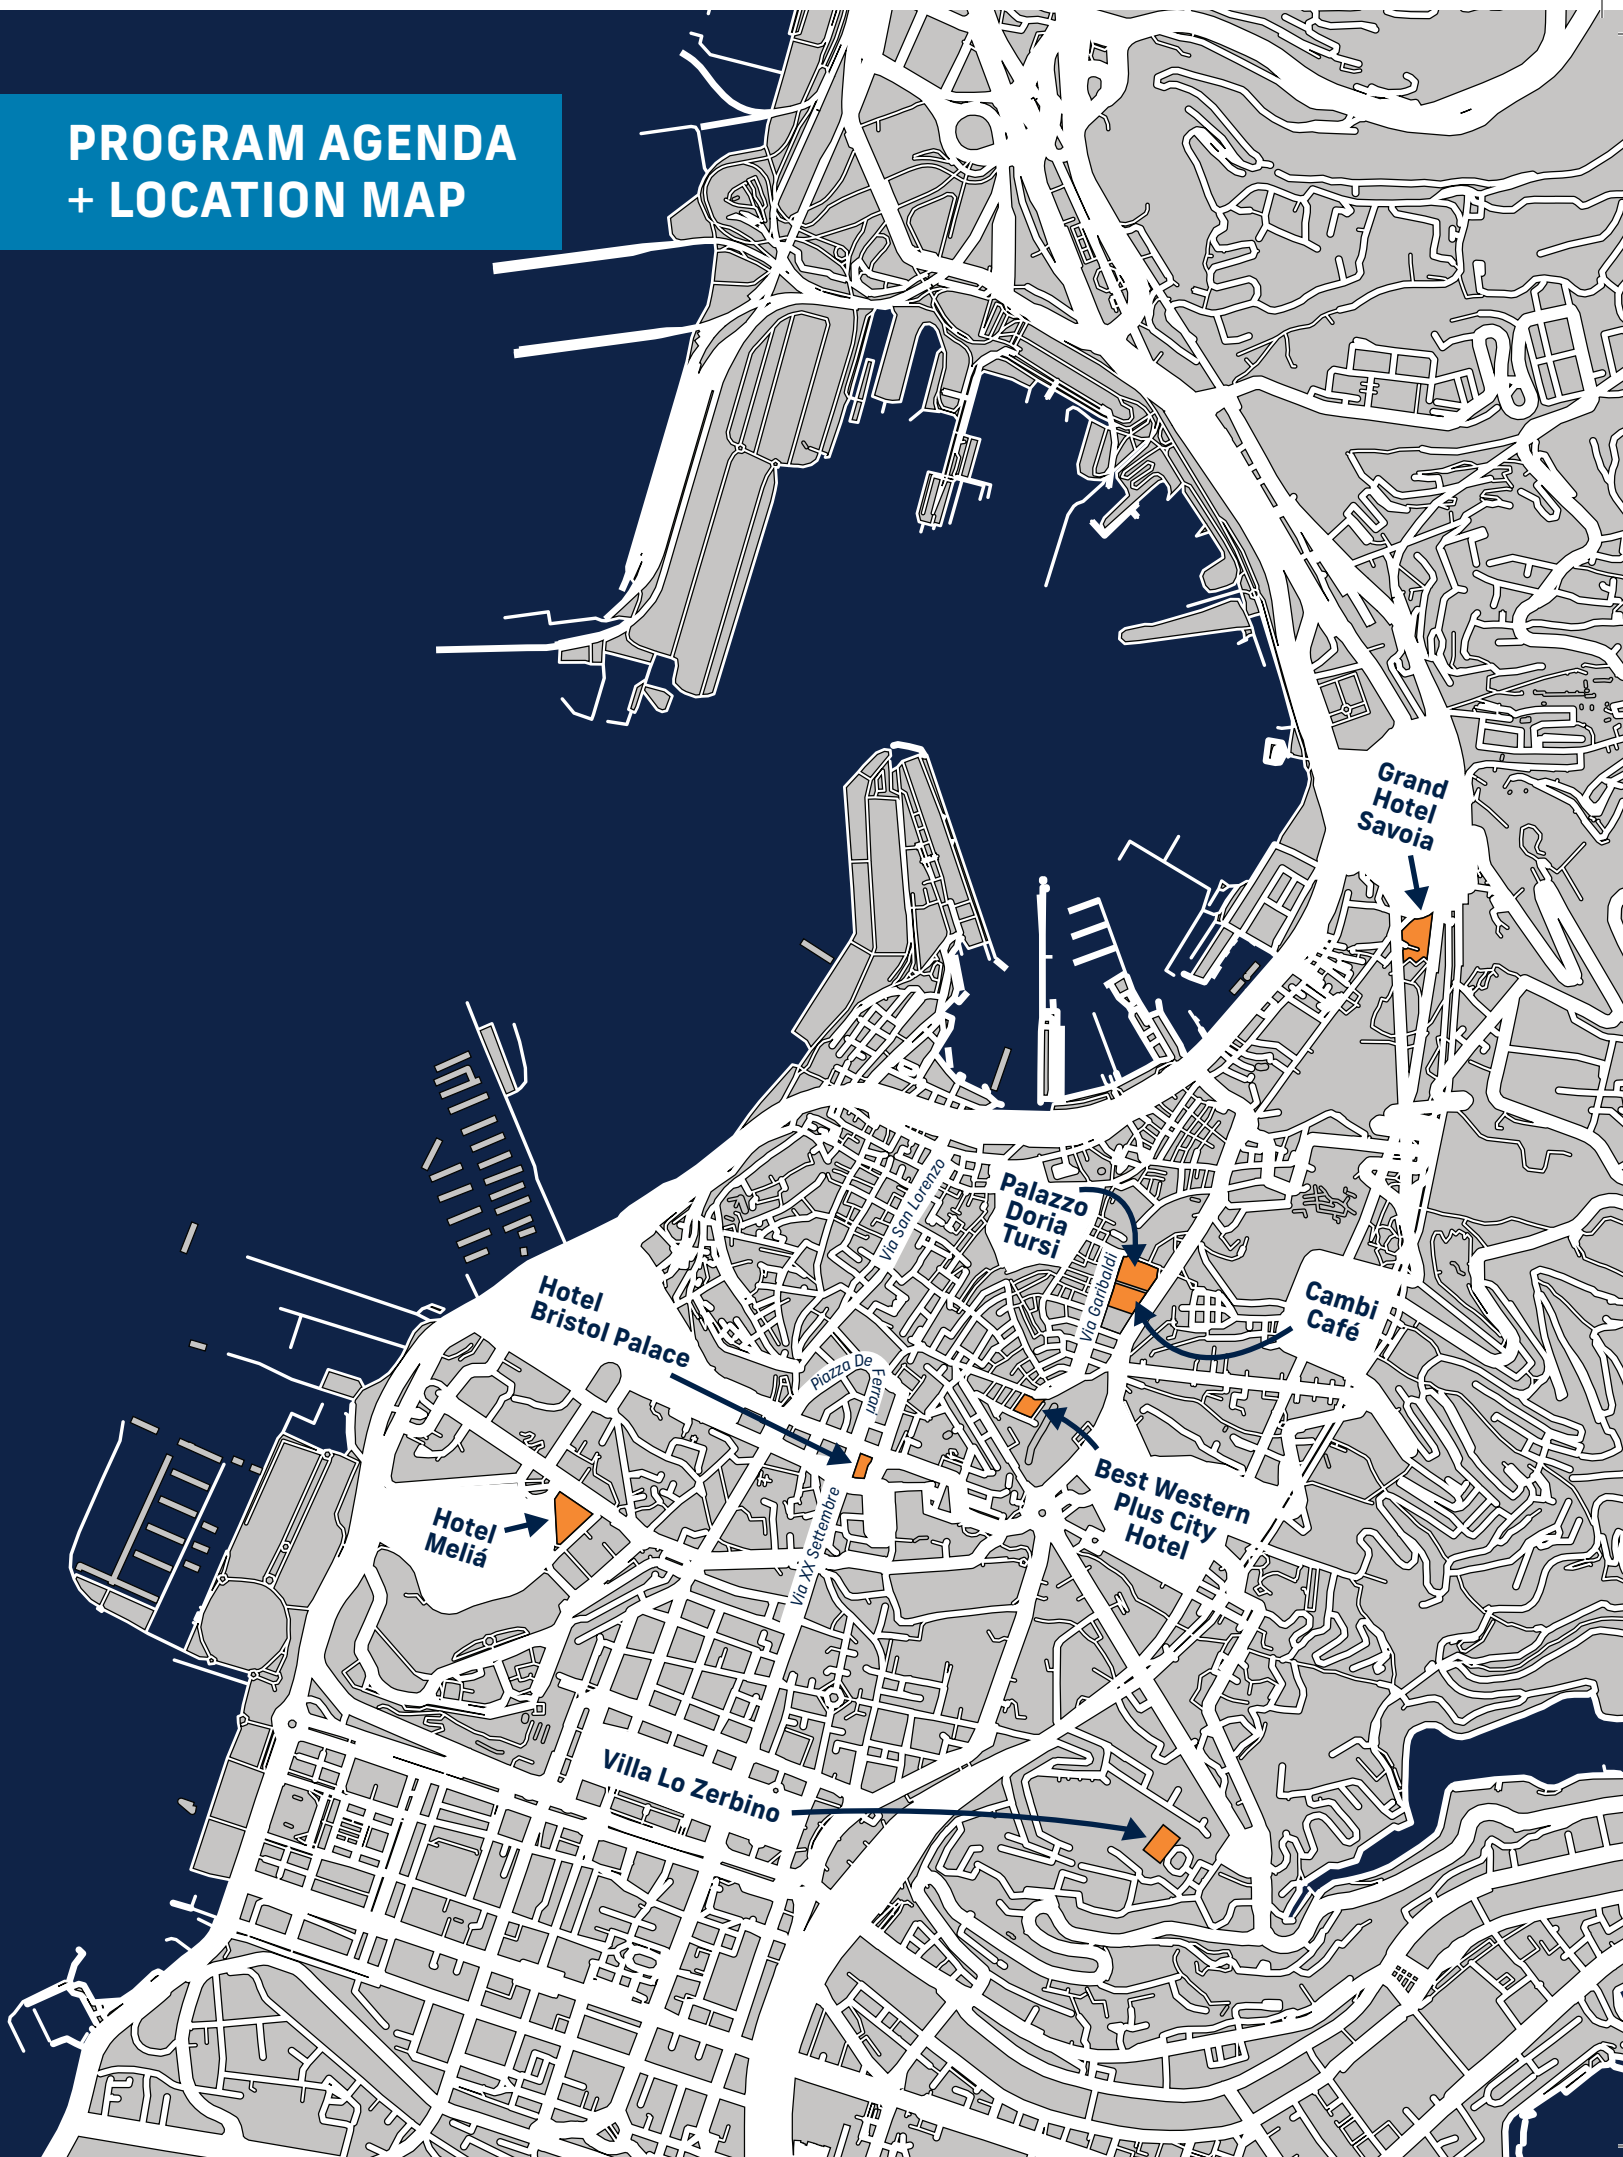 PROGRAM AGENDA
+ LOCATION MAP
Grand
Hotel
Savoia
Via San Lorenzo
Palazzo
Doria
Tursi
Via Garibaldi
Cambi
Café
Hotel
Bristol Palace
Piazza De
Ferrari
Best Western
Plus City
Hotel
Hotel
Meliá
Via XX Settembre
Villa Lo Zerbino